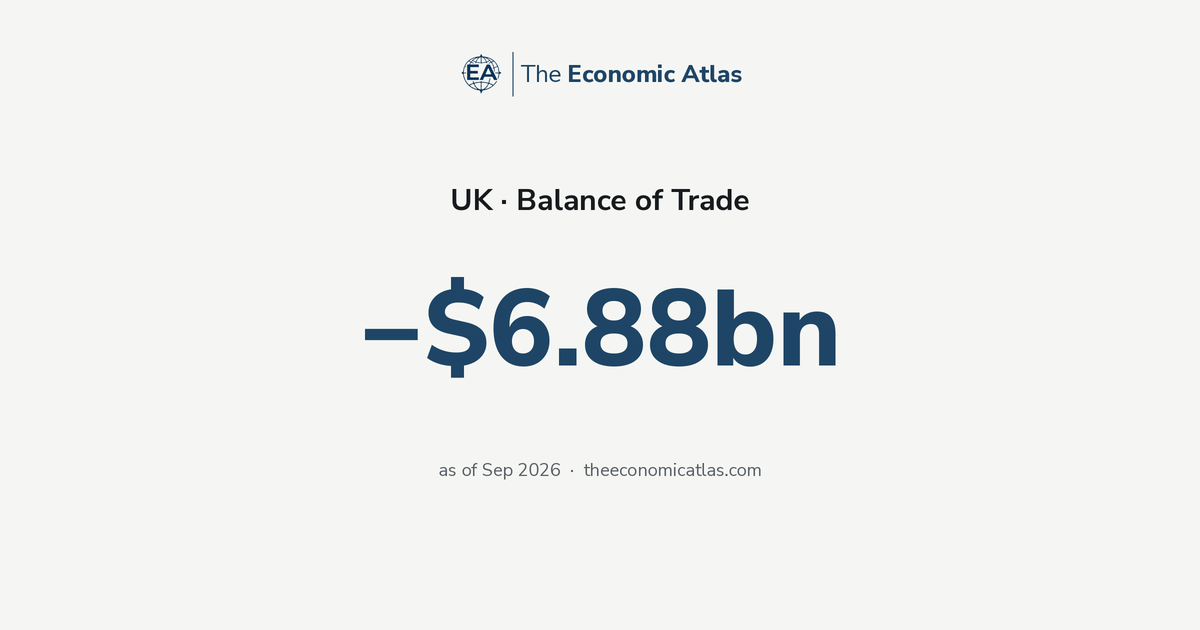 EA The Economic Atlas
UK · Balance of Trade
−$6.88bn
as of Sep 2026 · theeconomicatlas.com